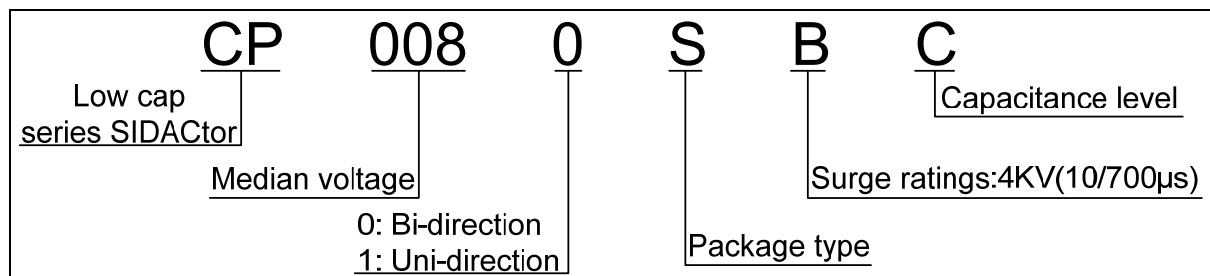 CP 008 0 S B C
Low cap
series SIDACtor
Capacitance level
Median voltage
Surge ratings:4KV(10/700µs)
0: Bi-direction
1: Uni-direction
Package type